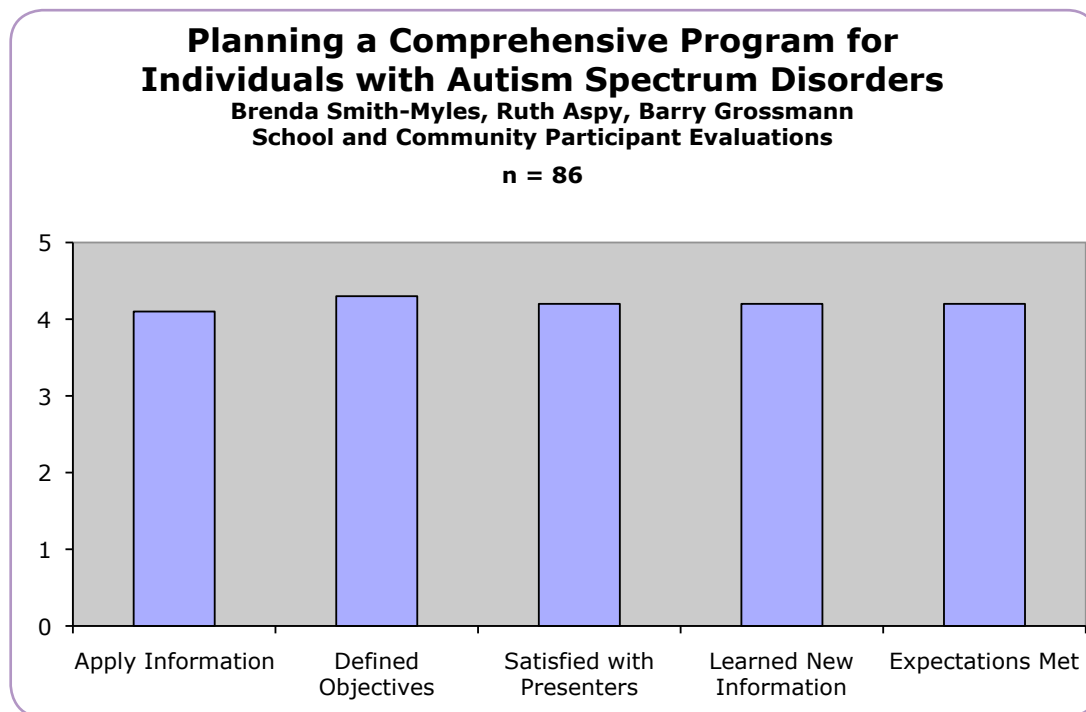 Planning a Comprehensive Program for
Individuals with Autism Spectrum Disorders
Brenda Smith-Myles, Ruth Aspy, Barry Grossmann
School and Community Participant Evaluations
n = 86
5
4
3
2
1
0
Apply Information
Defined
Objectives
Satisfied with
Presenters
Learned New
Information
Expectations Met